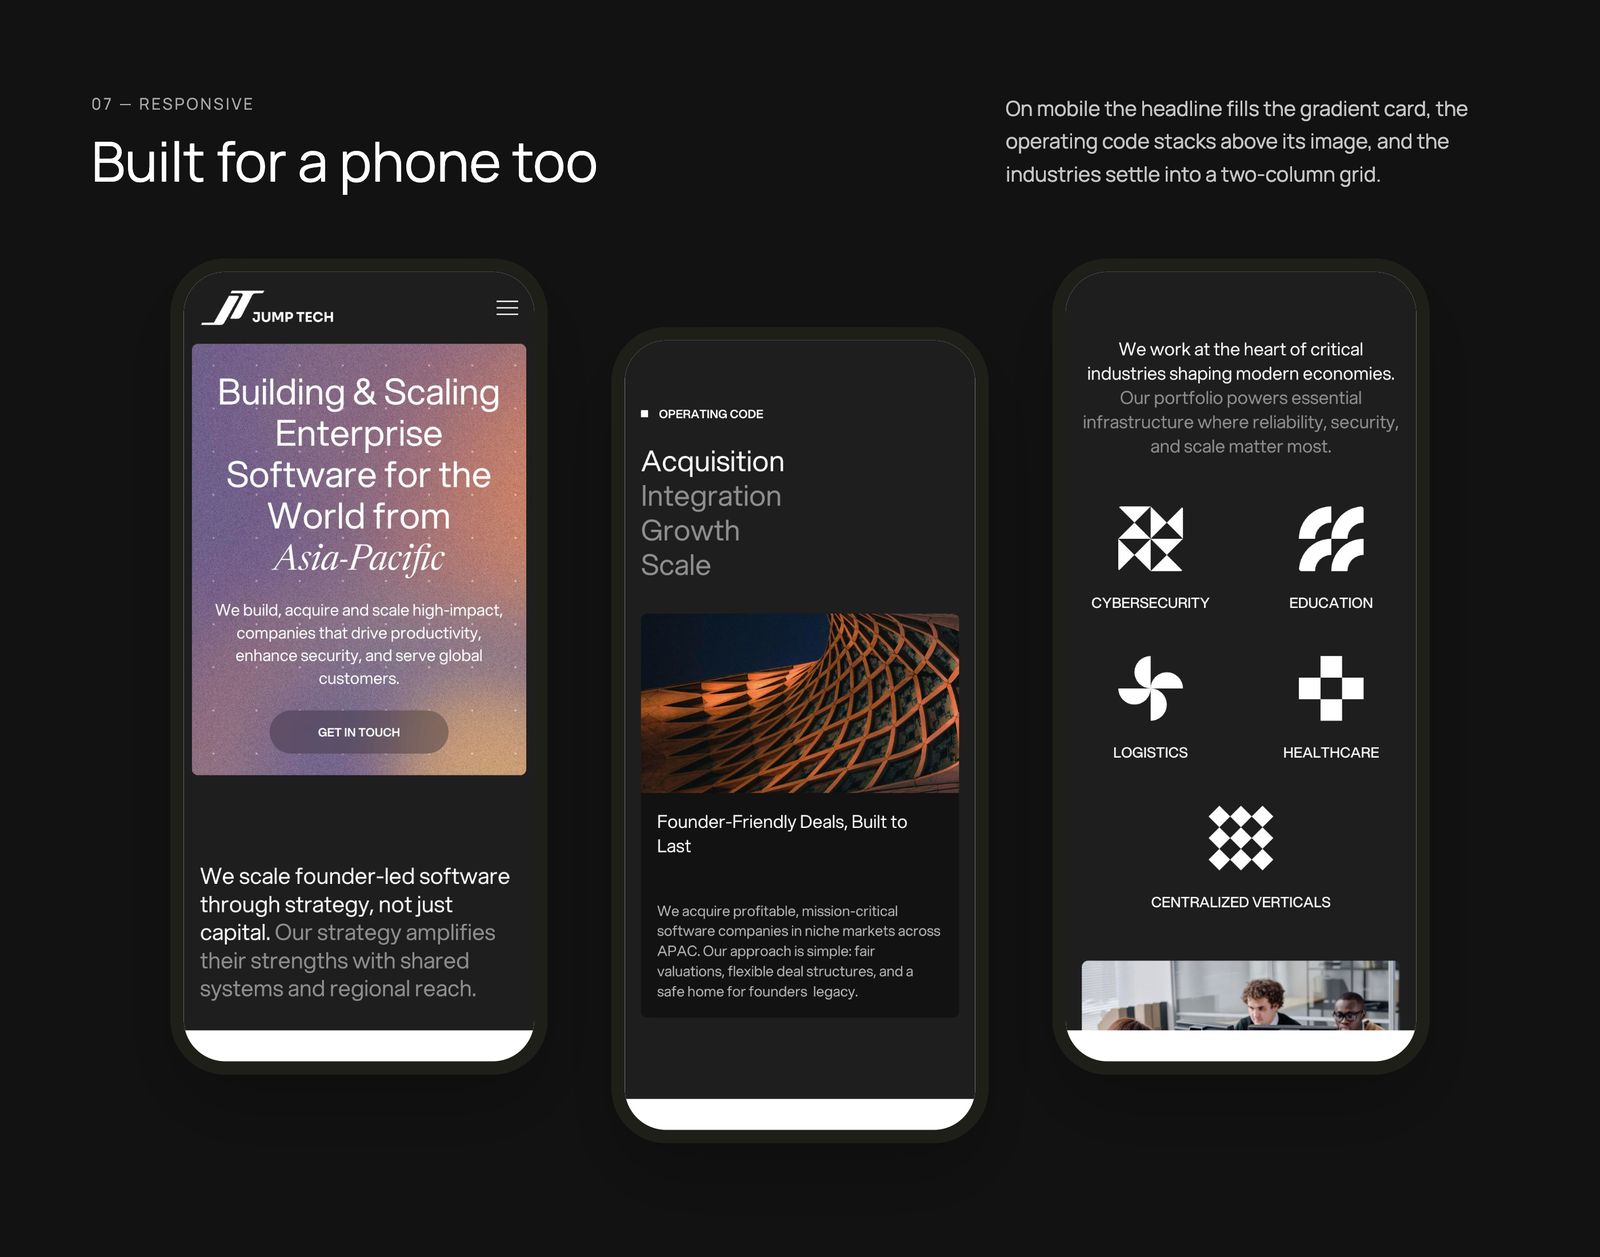 07 — RESPONSIVE
Built for a phone too
On mobile the headline fills the gradient card, the
operating code stacks above its image, and the
industries settle into a two-column grid.
JT JUMP TECH
Building & Scaling
Enterprise
Software for the
World from
Asia-Pacific
We build, acquire and scale high-impact,
companies that drive productivity,
enhance security, and serve global
customers.
GET IN TOUCH
We scale founder-led software
through strategy, not just
capital. Our strategy amplifies
their strengths with shared
systems and regional reach.
OPERATING CODE
Acquisition
Integration
Growth
Scale
Founder-Friendly Deals, Built to
Last
We acquire profitable, mission-critical
software companies in niche markets across
APAC. Our approach is simple: fair
valuations, flexible deal structures, and a
safe home for founders  legacy.
We work at the heart of critical
industries shaping modern economies.
Our portfolio powers essential
infrastructure where reliability, security,
and scale matter most.
CYBERSECURITY
EDUCATION
LOGISTICS
HEALTHCARE
CENTRALIZED VERTICALS